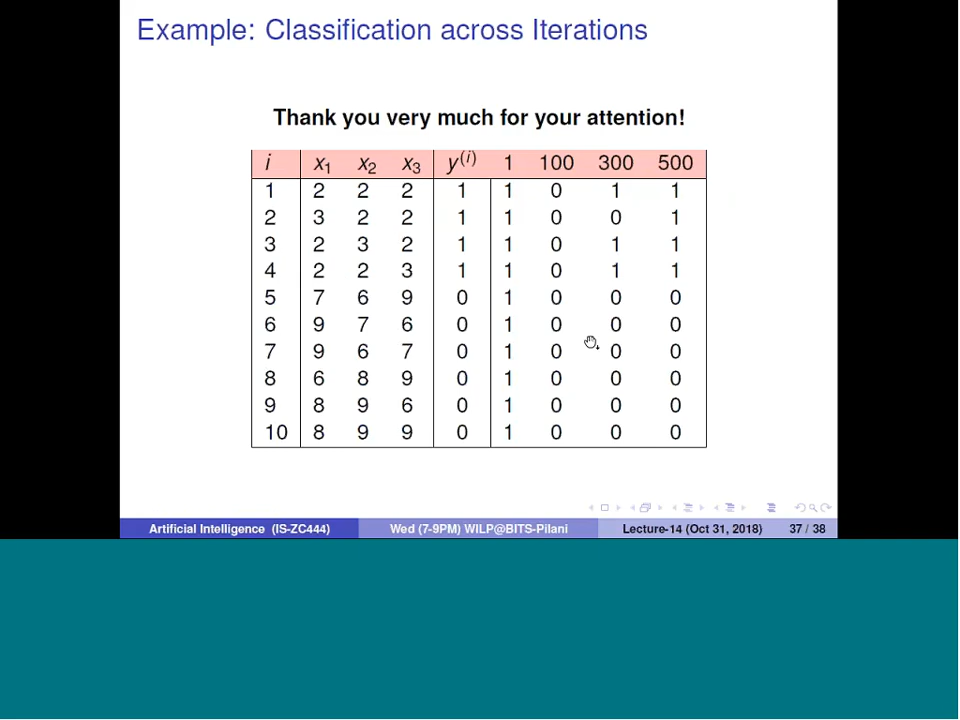 Example: Classification across Iterations
Thank you very much for your attention!
i x₁ x₂ x₃ y⁽ⁱ⁾ 1 100 300 500
1 2 2 2 1 1 0 1 1
2 3 2 2 1 1 0 0 1
3 2 3 2 1 1 0 1 1
4 2 2 3 1 1 0 1 1
5 7 6 9 0 1 0 0 0
6 9 7 6 0 1 0 0 0
7 9 6 7 0 1 0 0 0
8 6 8 9 0 1 0 0 0
9 8 9 6 0 1 0 0 0
10 8 9 9 0 1 0 0 0
Artificial Intelligence (IS-ZC444) Wed (7-9PM) WILP@BITS-Pilani Lecture-14 (Oct 31, 2018) 37 / 38